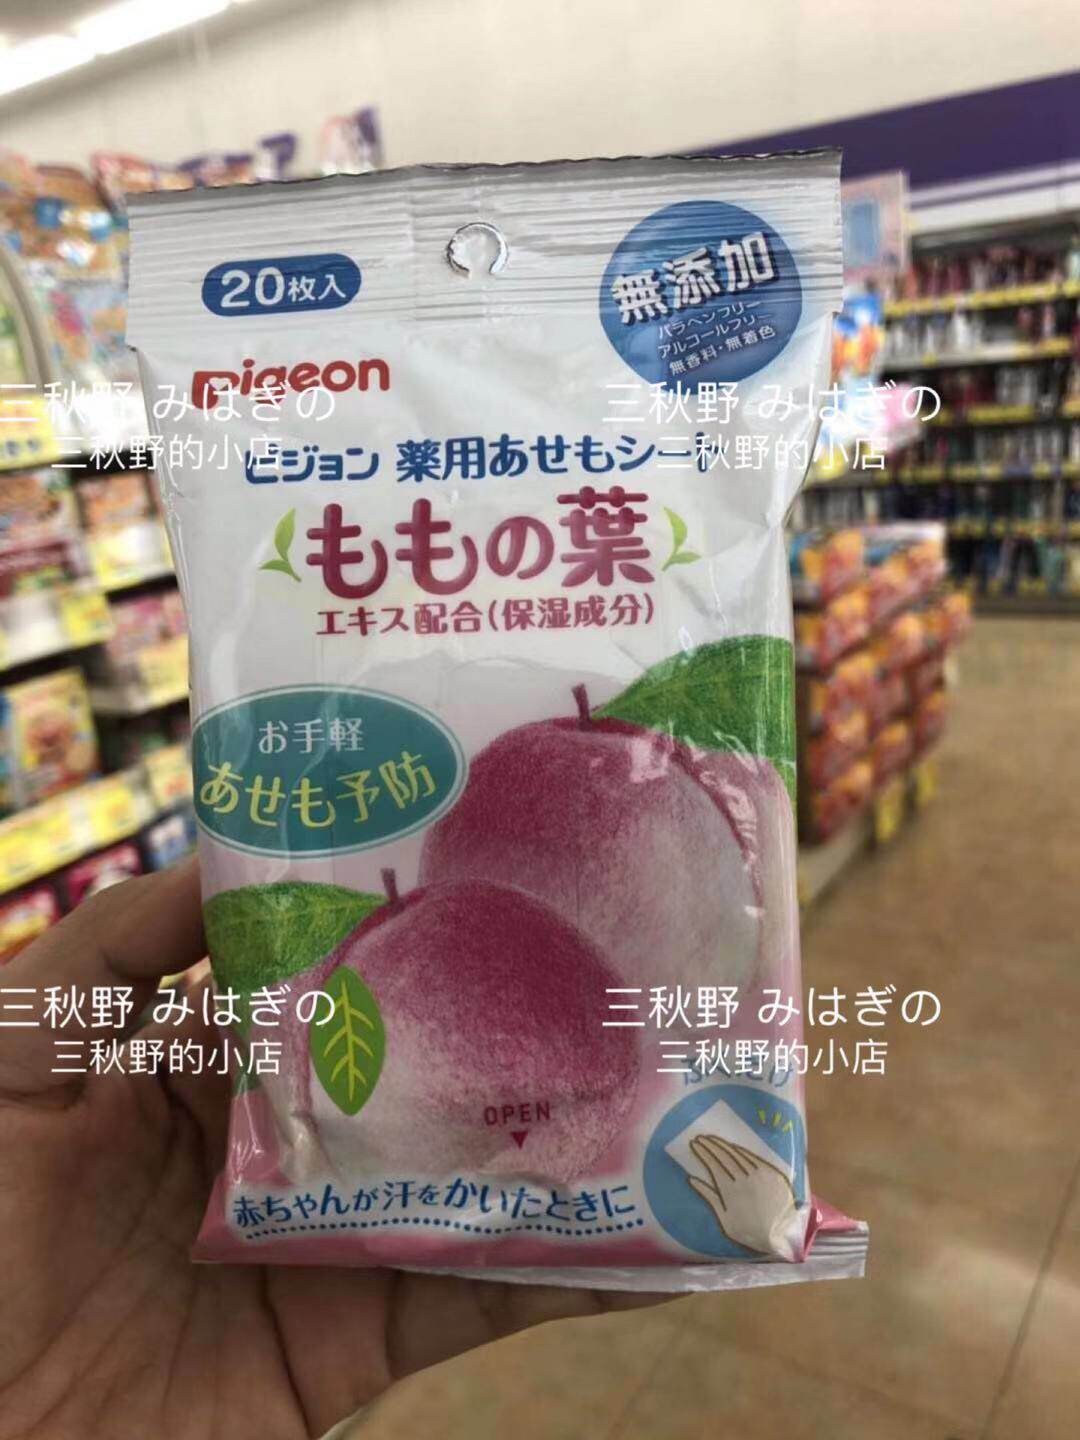 20枚入
無添加
パラベンフリー
アルコールフリー
無香料・無着色
Pigeon
三秋野 みはぎの
三秋野 みはぎの
三秋野的小店
三秋野的小店
ピジョン 薬用あせもシート
ももの葉
エキス配合(保湿成分)
お手軽
あせも予防
三秋野 みはぎの
三秋野 みはぎの
三秋野的小店
三秋野的小店
OPEN
赤ちゃんが汗をかいたときに